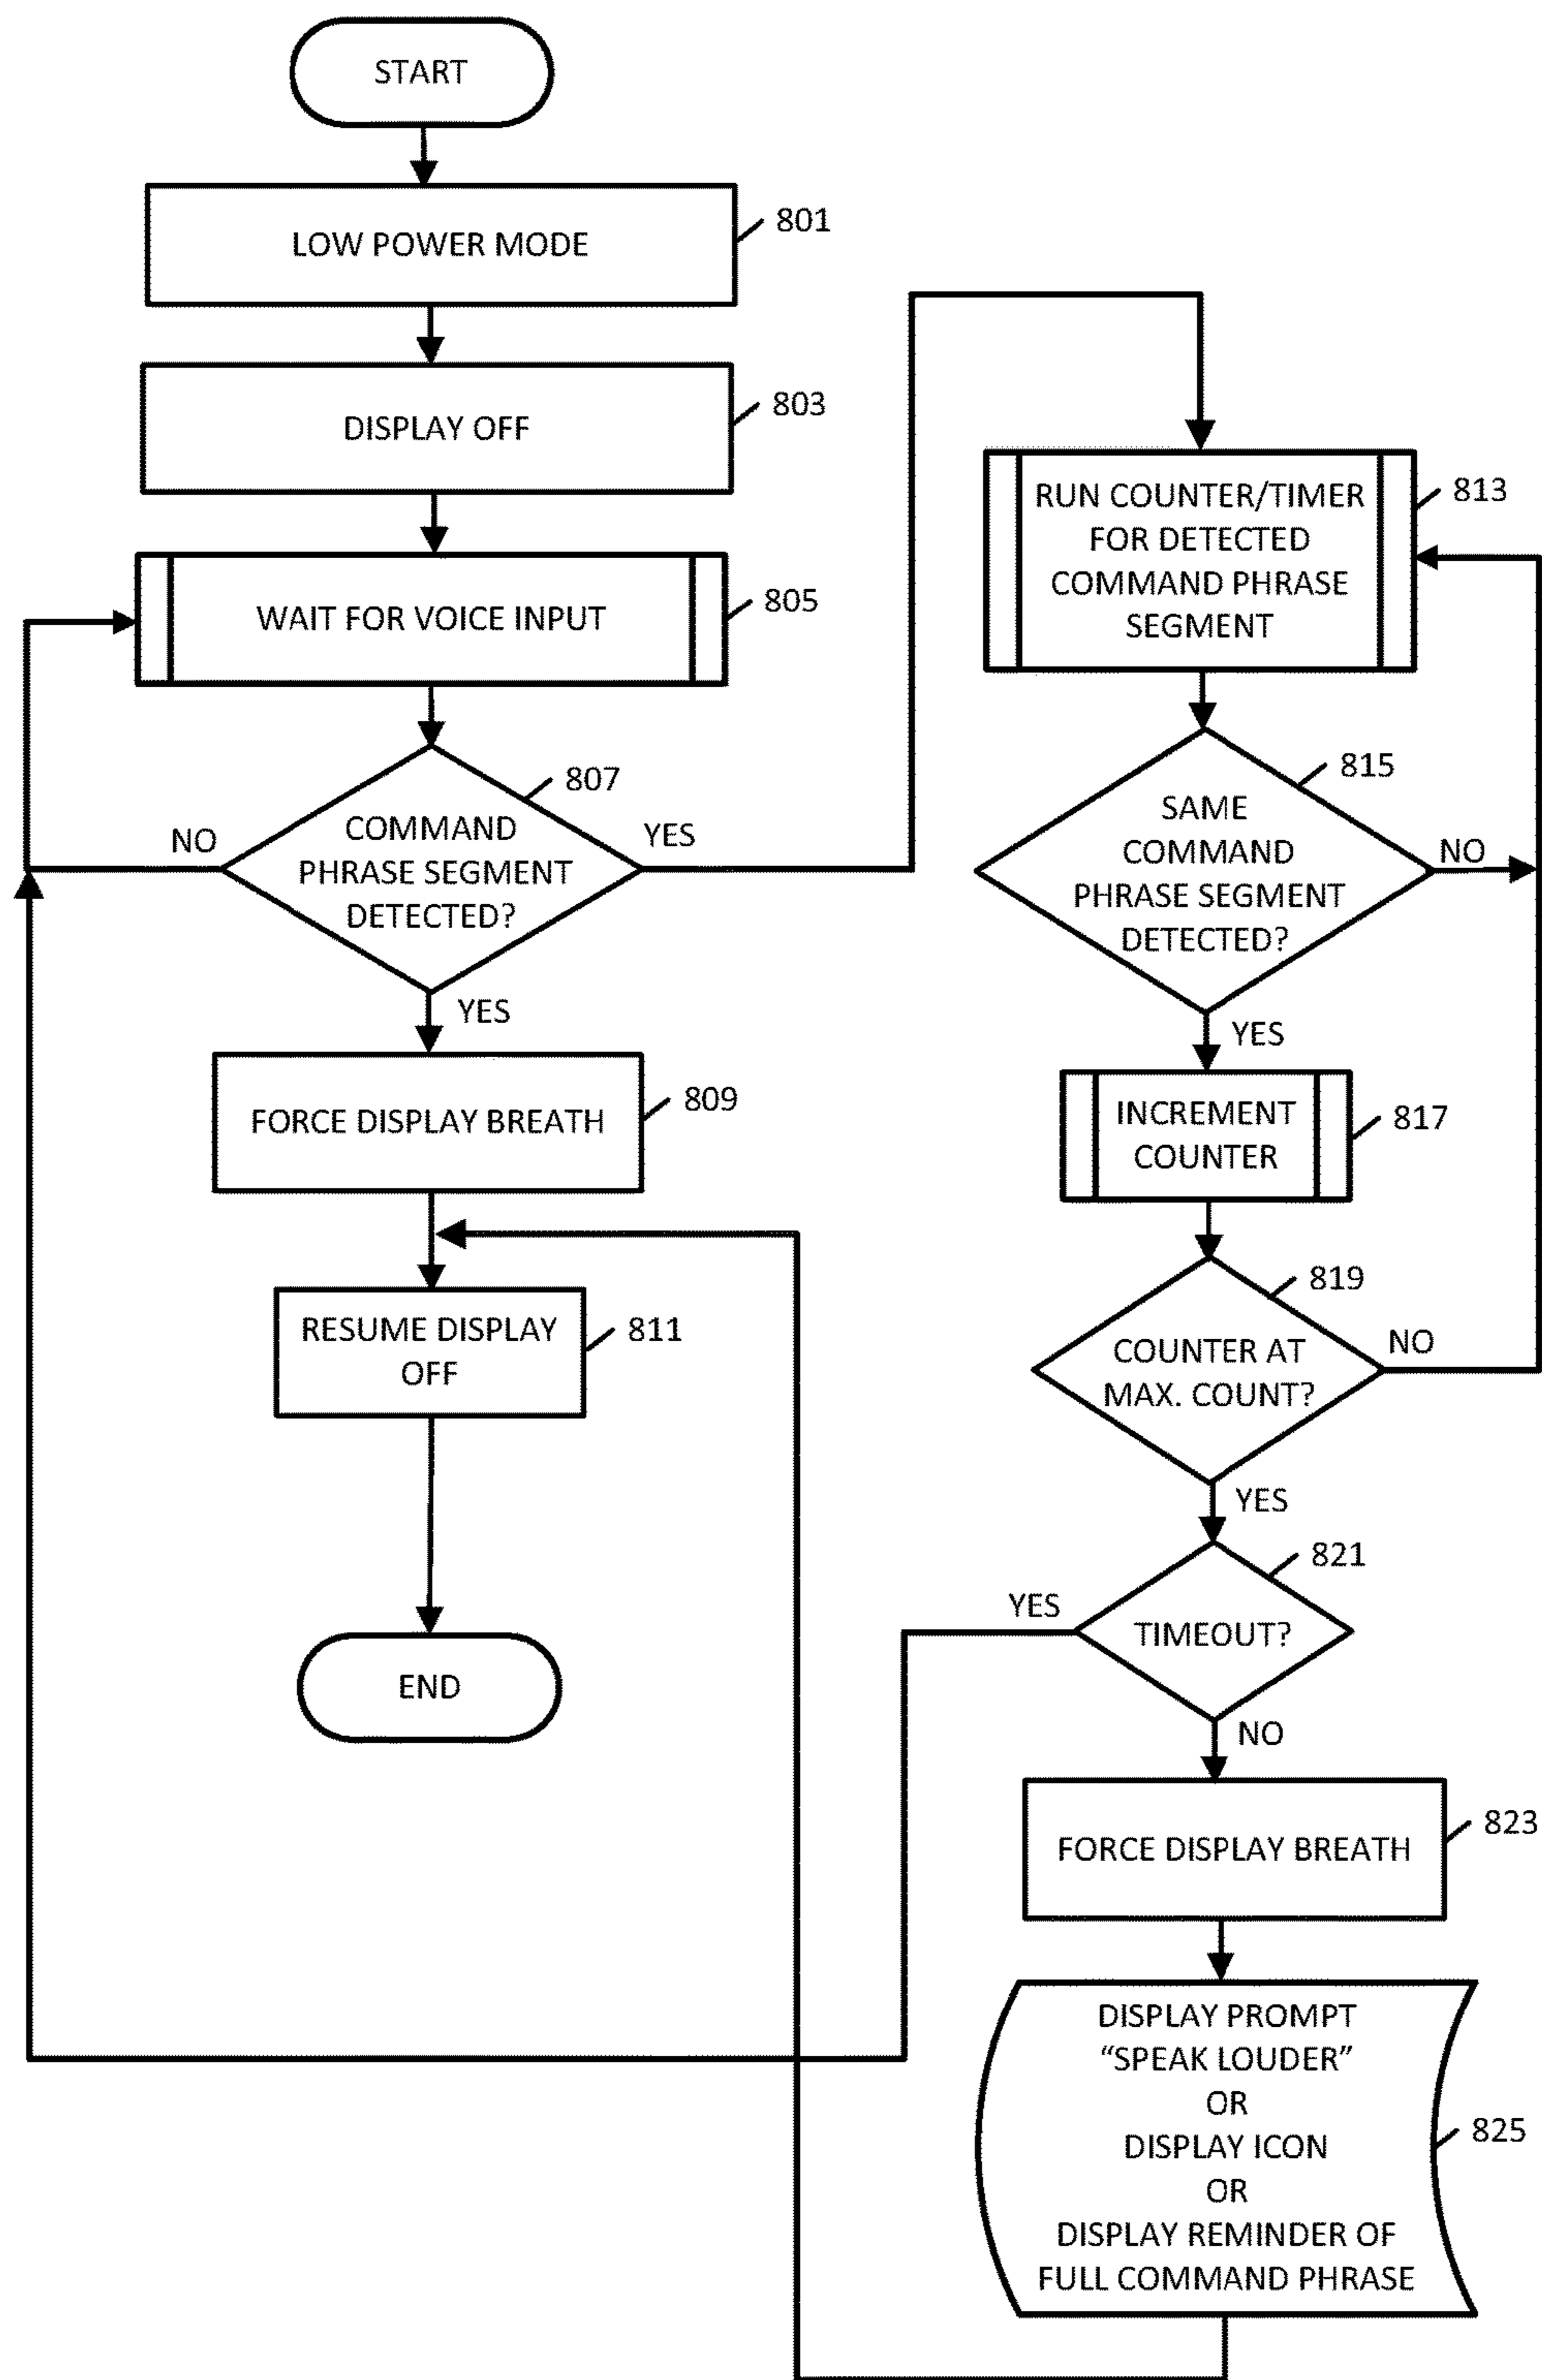 START
LOW POWER MODE
801
DISPLAY OFF
803
WAIT FOR VOICE INPUT
805
807
COMMAND
PHRASE SEGMENT
DETECTED?
NO
YES
YES
FORCE DISPLAY BREATH
809
RESUME DISPLAY
OFF
811
END
RUN COUNTER/TIMER
FOR DETECTED
COMMAND PHRASE
SEGMENT
813
815
SAME
COMMAND
PHRASE SEGMENT
DETECTED?
NO
YES
INCREMENT
COUNTER
817
819
COUNTER AT
MAX. COUNT?
NO
YES
821
YES
TIMEOUT?
NO
FORCE DISPLAY BREATH
823
DISPLAY PROMPT
“SPEAK LOUDER”
OR
DISPLAY ICON
OR
DISPLAY REMINDER OF
FULL COMMAND PHRASE
825